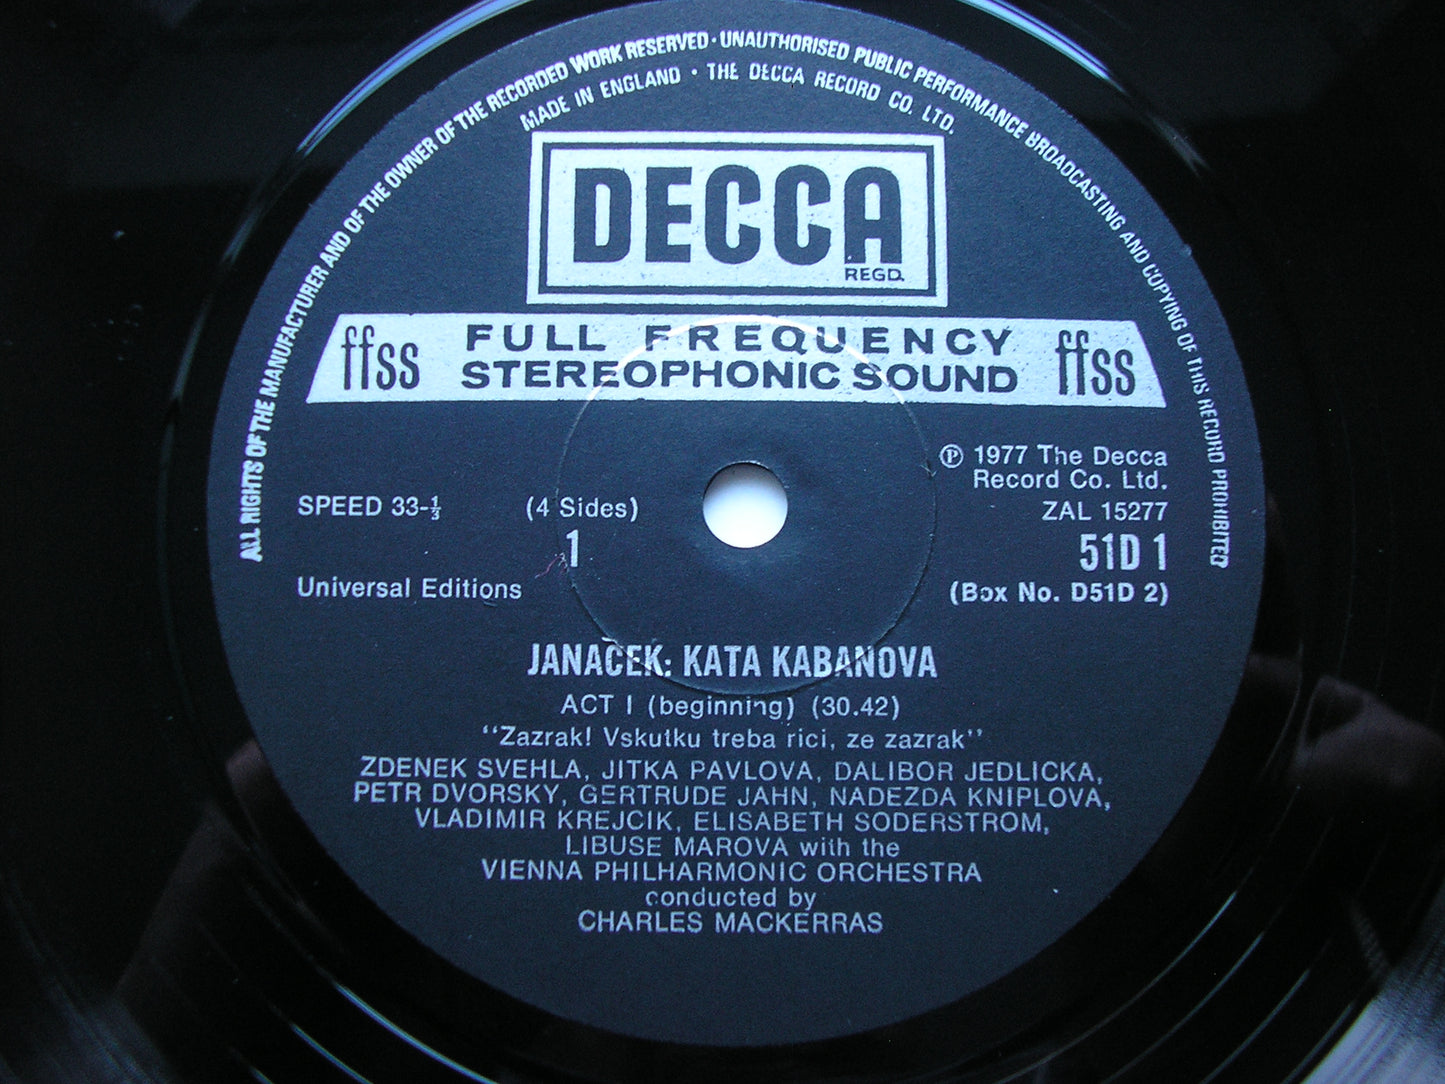 ALL RIGHTS OF THE MANUFACTURER AND OF THE OWNER OF THE RECORDED WORK RESERVED · UNAUTHORISED PUBLIC PERFORMANCE BROADCASTING AND COPYING OF THIS RECORD PROHIBITED
MADE IN ENGLAND · THE DECCA RECORD CO. LTD.
DECCA
REGD.
ffss FULL FREQUENCY ffss
STEREOPHONIC SOUND
℗ 1977 The Decca
Record Co. Ltd.
SPEED 33-⅓ (4 Sides) ZAL 15277
1 51D 1
Universal Editions (Box No. D51D 2)
JANAČEK: KATA KABANOVA
ACT I (beginning) (30.42)
"Zazrak! Vskutku treba rici, ze zazrak"
ZDENEK SVEHLA, JITKA PAVLOVA, DALIBOR JEDLICKA,
PETR DVORSKY, GERTRUDE JAHN, NADEZDA KNIPLOVA,
VLADIMIR KREJCIK, ELISABETH SODERSTROM,
LIBUSE MAROVA with the
VIENNA PHILHARMONIC ORCHESTRA
conducted by
CHARLES MACKERRAS